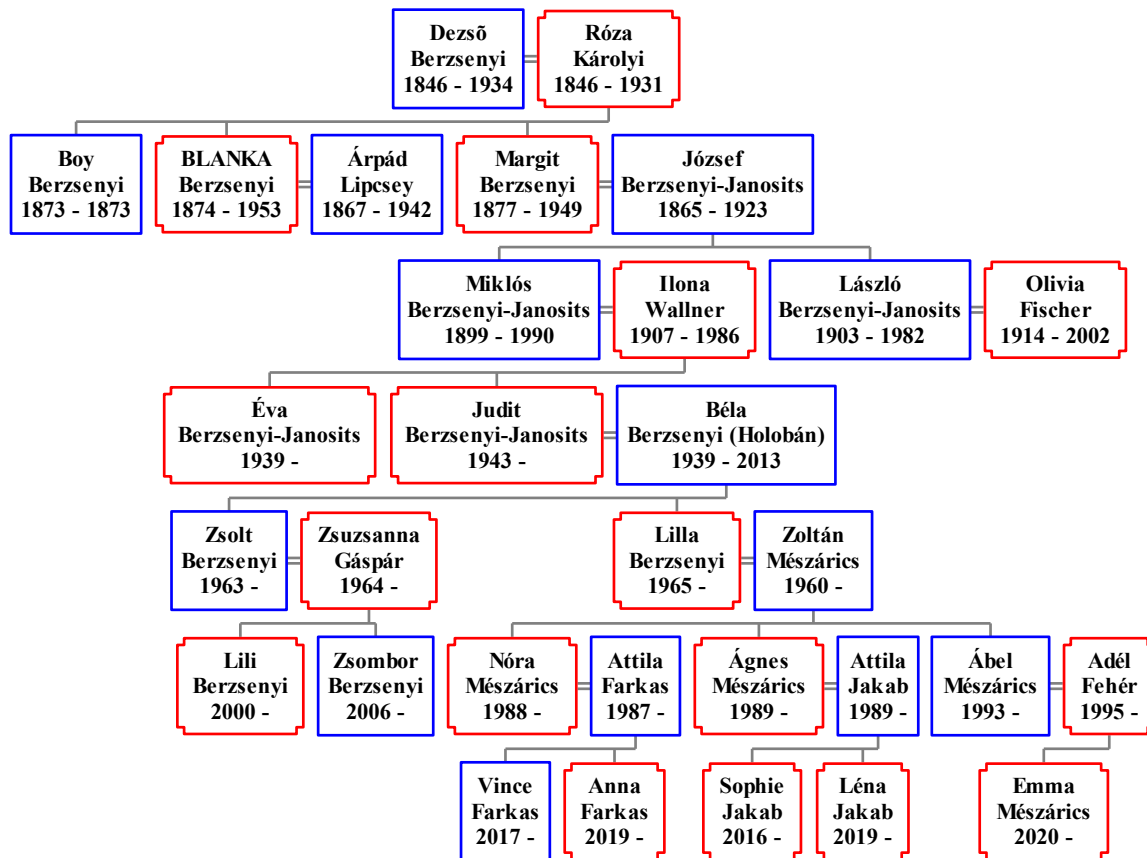 Dezsõ
Berzsenyi
1846 - 1934
Róza
Károlyi
1846 - 1931
Boy
Berzsenyi
1873 - 1873
BLANKA
Berzsenyi
1874 - 1953
Árpád
Lipcsey
1867 - 1942
Margit
Berzsenyi
1877 - 1949
József
Berzsenyi-Janosits
1865 - 1923
Miklós
Berzsenyi-Janosits
1899 - 1990
Ilona
Wallner
1907 - 1986
László
Berzsenyi-Janosits
1903 - 1982
Olivia
Fischer
1914 - 2002
Éva
Berzsenyi-Janosits
1939 -
Judit
Berzsenyi-Janosits
1943 -
Béla
Berzsenyi (Holobán)
1939 - 2013
Zsolt
Berzsenyi
1963 -
Zsuzsanna
Gáspár
1964 -
Lilla
Berzsenyi
1965 -
Zoltán
Mészárics
1960 -
Lili
Berzsenyi
2000 -
Zsombor
Berzsenyi
2006 -
Nóra
Mészárics
1988 -
Attila
Farkas
1987 -
Ágnes
Mészárics
1989 -
Attila
Jakab
1989 -
Ábel
Mészárics
1993 -
Adél
Fehér
1995 -
Vince
Farkas
2017 -
Anna
Farkas
2019 -
Sophie
Jakab
2016 -
Léna
Jakab
2019 -
Emma
Mészárics
2020 -